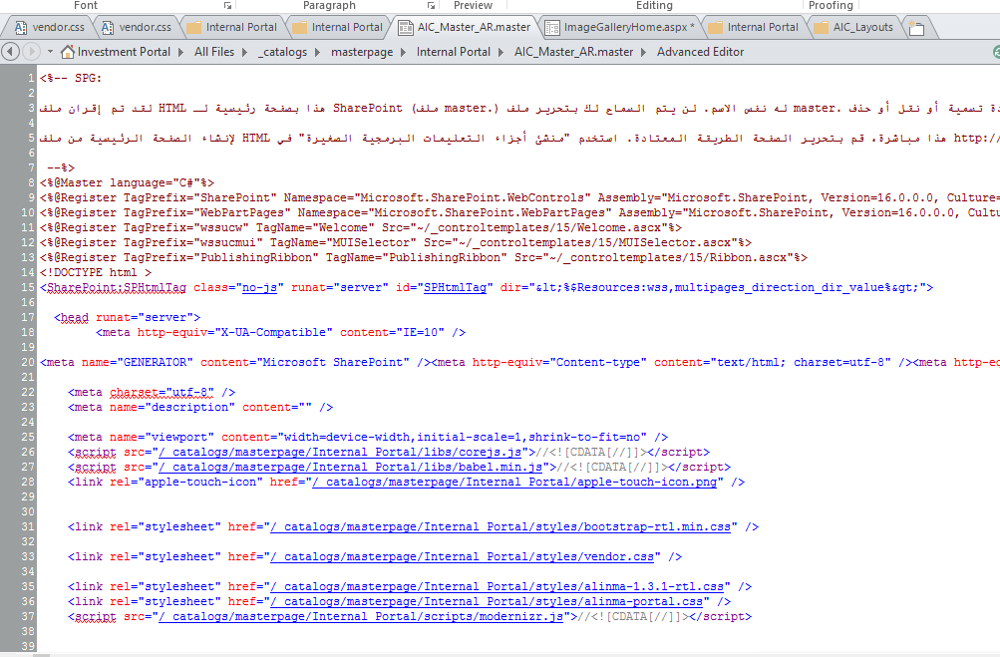 Font Paragraph Preview Editing Proofing
vendor.css vendor.css Internal Portal Internal Portal AIC_Master_AR.master ImageGalleryHome.aspx * Internal Portal AIC_Layouts
Investment Portal All Files _catalogs masterpage Internal Portal AIC_Master_AR.master Advanced Editor
1 <%-- SPG:
2
3 هذا بصفحة رئيسية لــ SharePoint (ملف master.) له نفس الاسم. لن يتم السماح لك بتحرير ملف master. دة تسمية أو نقل أو حذف HTML لقد تم إقران ملف
4
5 هذا مباشرة، قم بتحرير الصفحة الطريقة المعتادة. استخدم "منشئ أجزاء التعليمات البرمجية الصغيرة" في http:// HTML لإنشاء الصفحة الرئيسية من ملف
6
7 --%>
8 <%@Master language="C#"%>
9 <%@Register TagPrefix="SharePoint" Namespace="Microsoft.SharePoint.WebControls" Assembly="Microsoft.SharePoint, Version=16.0.0.0, Culture=
10 <%@Register TagPrefix="WebPartPages" Namespace="Microsoft.SharePoint.WebPartPages" Assembly="Microsoft.SharePoint, Version=16.0.0.0, Cultu
11 <%@Register TagPrefix="wssucw" TagName="Welcome" Src="~/_controltemplates/15/Welcome.ascx"%>
12 <%@Register TagPrefix="wssucmui" TagName="MUISelector" Src="~/_controltemplates/15/MUISelector.ascx"%>
13 <%@Register TagPrefix="PublishingRibbon" TagName="PublishingRibbon" Src="~/_controltemplates/15/Ribbon.ascx"%>
14 <!DOCTYPE html >
15 <SharePoint:SPHtmlTag class="no-js" runat="server" id="SPHtmlTag" dir="&lt;%$Resources:wss,multipages_direction_dir_value%&gt;">
16
17 <head runat="server">
18 <meta http-equiv="X-UA-Compatible" content="IE=10" />
19
20 <meta name="GENERATOR" content="Microsoft SharePoint" /><meta http-equiv="Content-type" content="text/html; charset=utf-8" /><meta http-eq
21
22 <meta charset="utf-8" />
23 <meta name="description" content="" />
24
25 <meta name="viewport" content="width=device-width,initial-scale=1,shrink-to-fit=no" />
26 <script src="/_catalogs/masterpage/Internal Portal/libs/corejs.js">//<![CDATA[//]]></script>
27 <script src="/_catalogs/masterpage/Internal Portal/libs/babel.min.js">//<![CDATA[//]]></script>
28 <link rel="apple-touch-icon" href="/_catalogs/masterpage/Internal Portal/apple-touch-icon.png" />
29
30
31 <link rel="stylesheet" href="/_catalogs/masterpage/Internal Portal/styles/bootstrap-rtl.min.css" />
32
33 <link rel="stylesheet" href="/_catalogs/masterpage/Internal Portal/styles/vendor.css" />
34
35 <link rel="stylesheet" href="/_catalogs/masterpage/Internal Portal/styles/alinma-1.3.1-rtl.css" />
36 <link rel="stylesheet" href="/_catalogs/masterpage/Internal Portal/styles/alinma-portal.css" />
37 <script src="/_catalogs/masterpage/Internal Portal/scripts/modernizr.js">//<![CDATA[//]]></script>
38
39